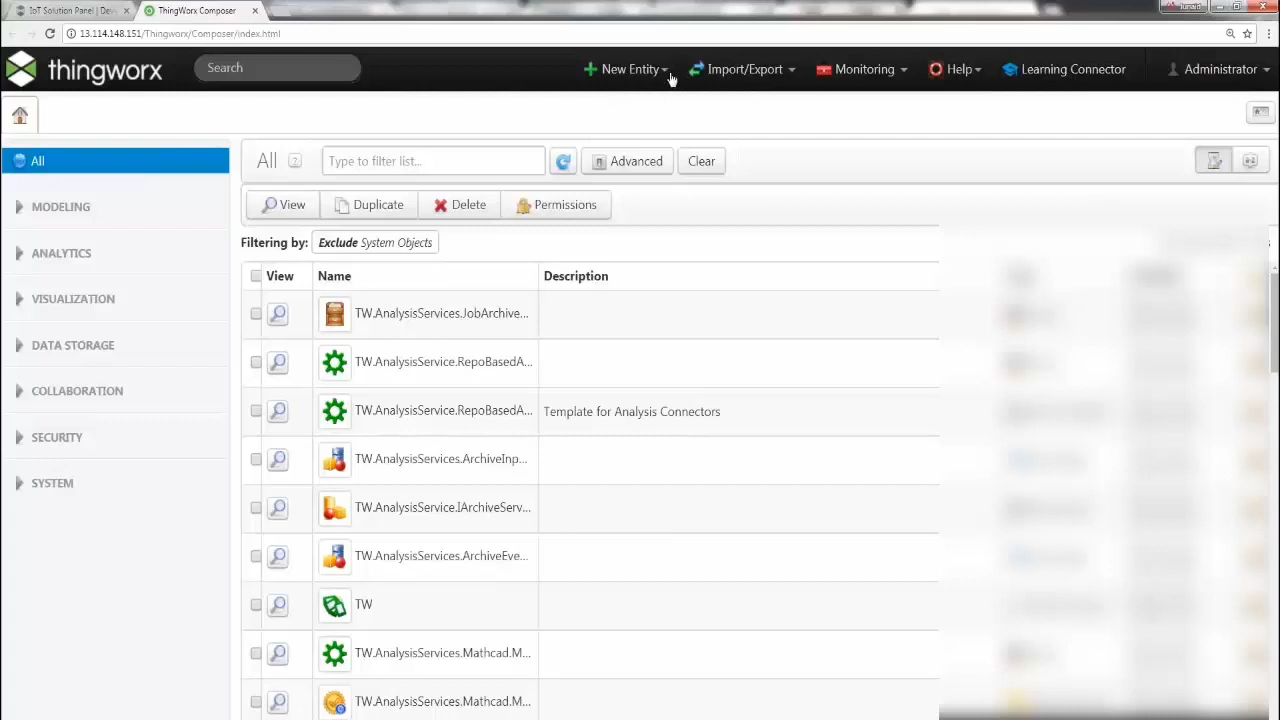 IoT Solution Panel | Dev
ThingWorx Composer
Junaid
13.114.148.151/Thingworx/Composer/index.html
thingworx
Search
New Entity
Import/Export
Monitoring
Help
Learning Connector
Administrator
All
MODELING
ANALYTICS
VISUALIZATION
DATA STORAGE
COLLABORATION
SECURITY
SYSTEM
All ? Type to filter list... Advanced Clear
View Duplicate Delete Permissions
Filtering by: Exclude System Objects
View Name Description
TW.AnalysisServices.JobArchive...
TW.AnalysisService.RepoBasedA...
TW.AnalysisService.RepoBasedA... Template for Analysis Connectors
TW.AnalysisServices.ArchiveInp...
TW.AnalysisService.IArchiveServ...
TW.AnalysisServices.ArchiveEve...
TW
TW.AnalysisServices.Mathcad.M...
TW.AnalysisServices.Mathcad.M...